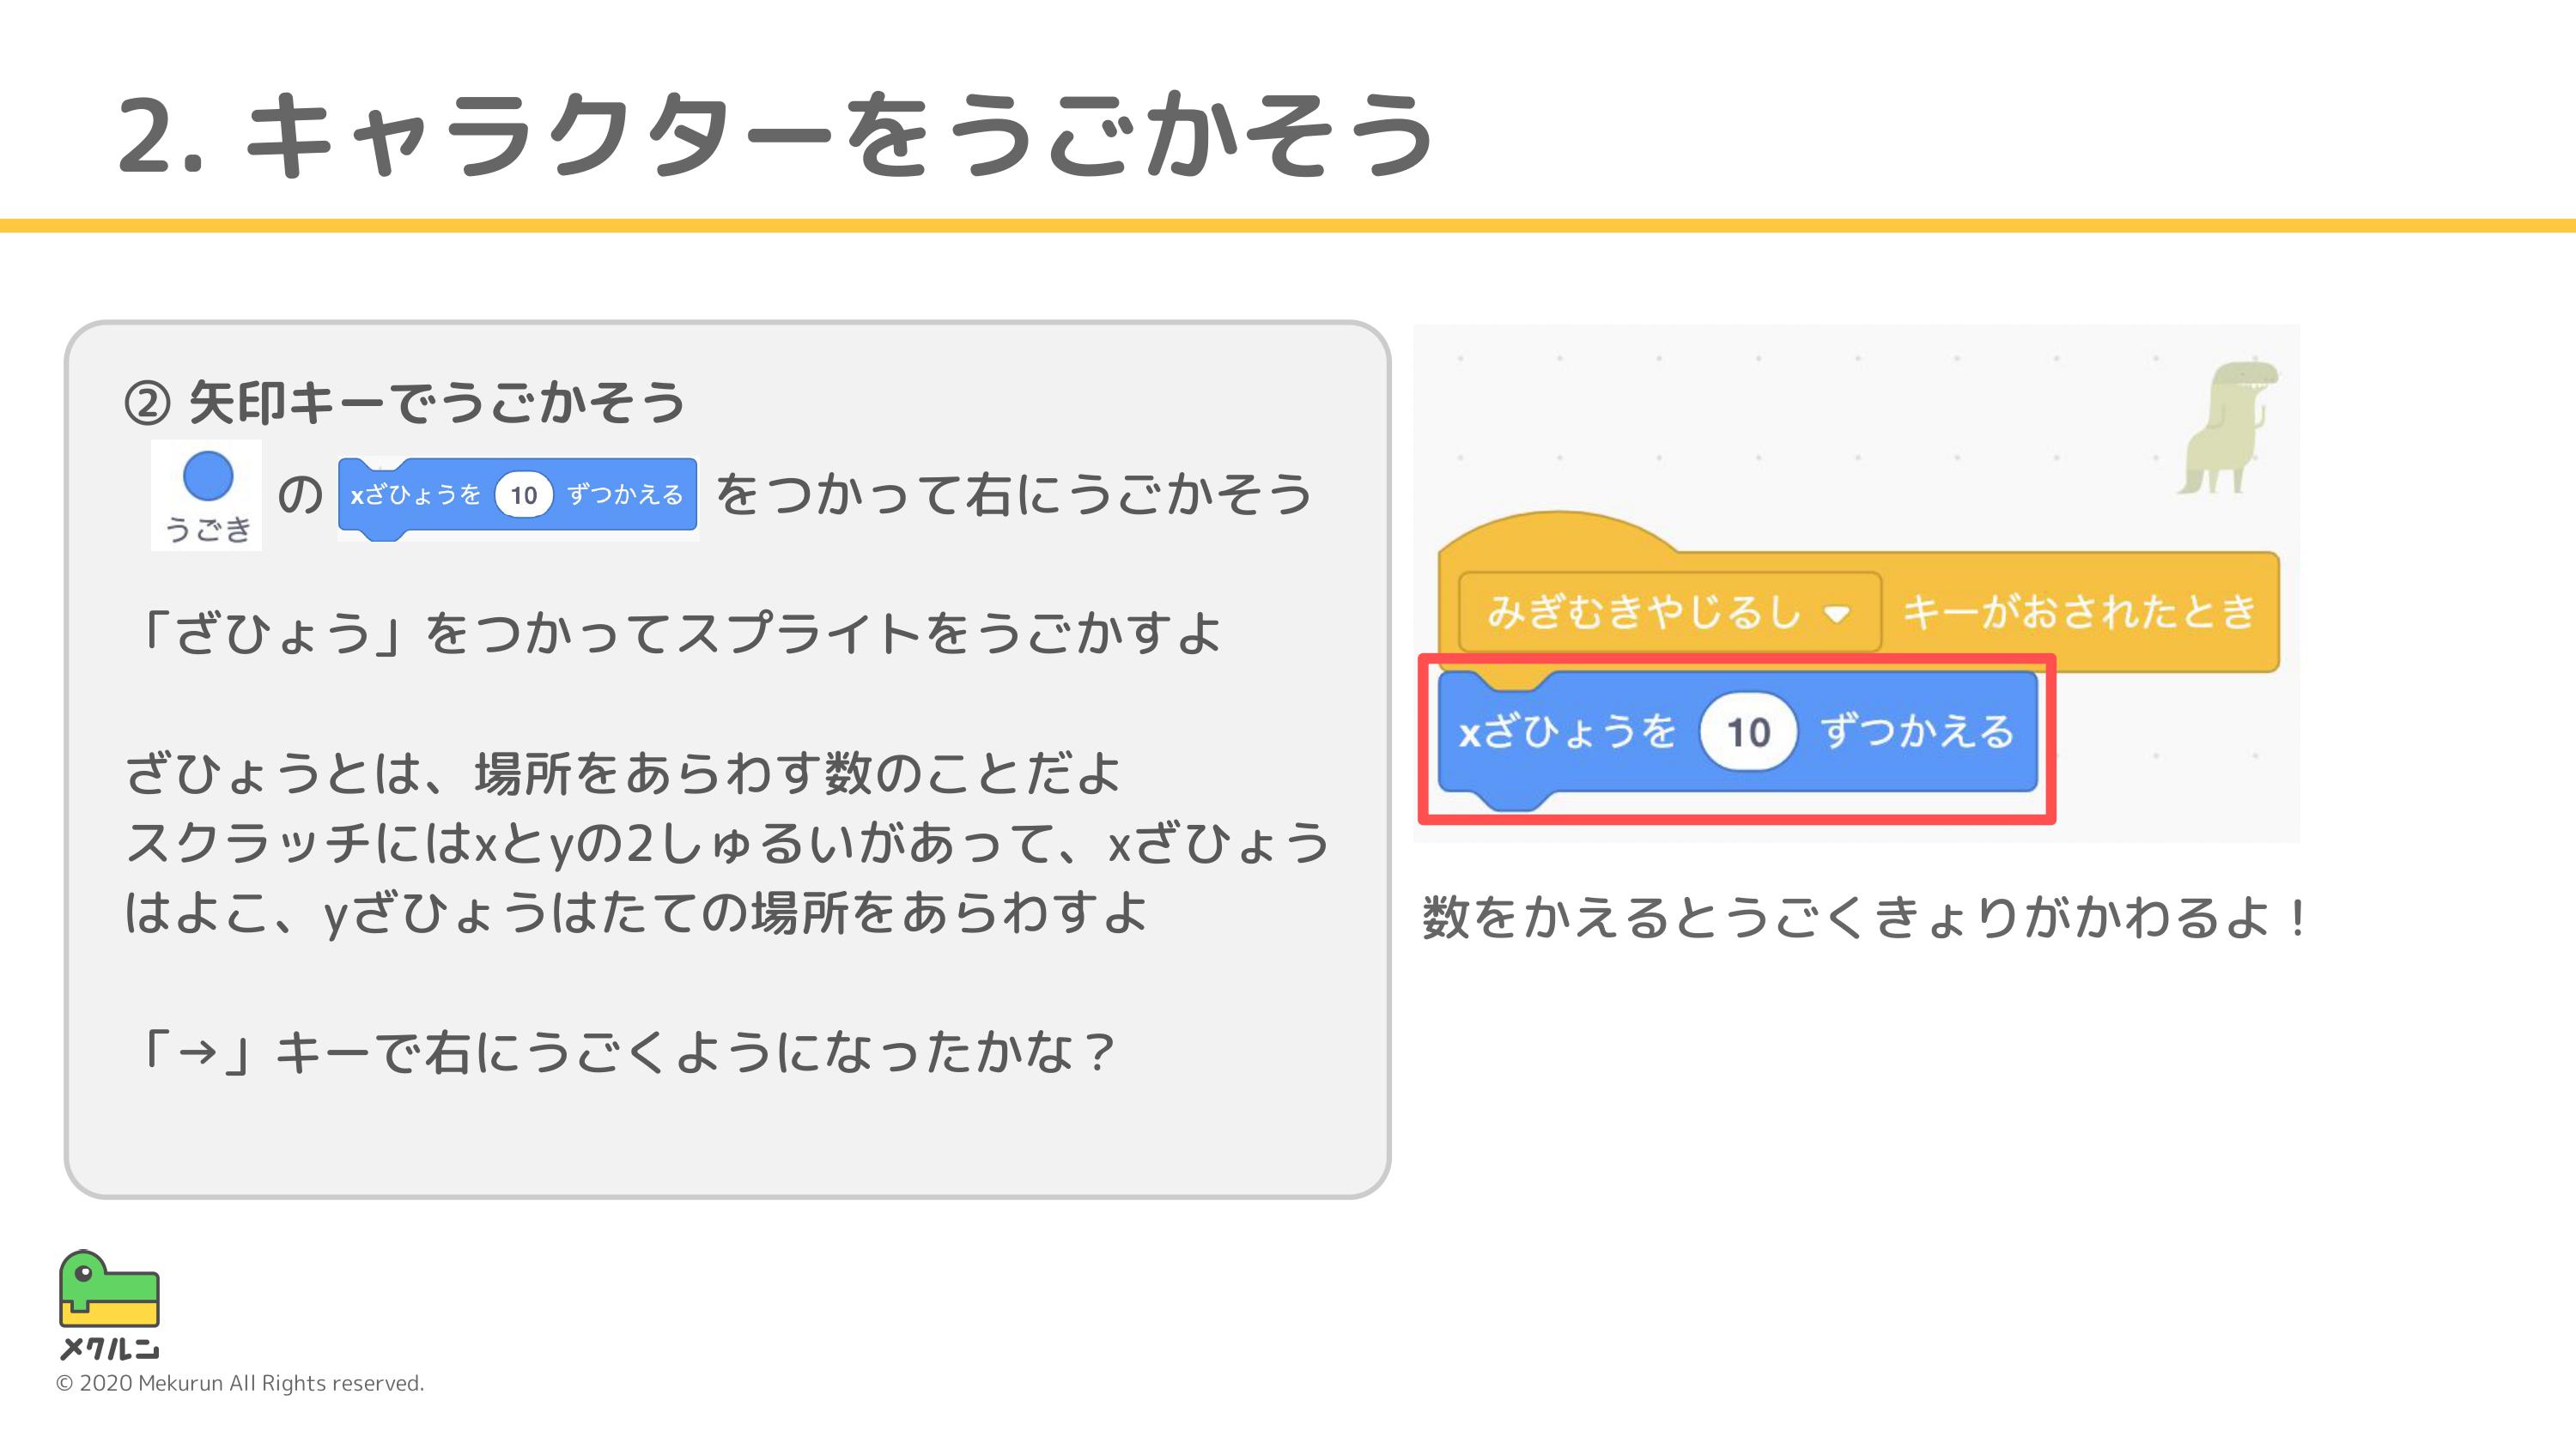 2. キャラクターをうごかそう
② 矢印キーでうごかそう
うごき の xざひょうを 10 ずつかえる をつかって右にうごかそう
「ざひょう」をつかってスプライトをうごかすよ
ざひょうとは、場所をあらわす数のことだよ
スクラッチにはxとyの2しゅるいがあって、xざひょう
はよこ、yざひょうはたての場所をあらわすよ
「→」キーで右にうごくようになったかな？
みぎむきやじるし キーがおされたとき
xざひょうを 10 ずつかえる
数をかえるとうごくきょりがかわるよ！
メクルン
© 2020 Mekurun All Rights reserved.